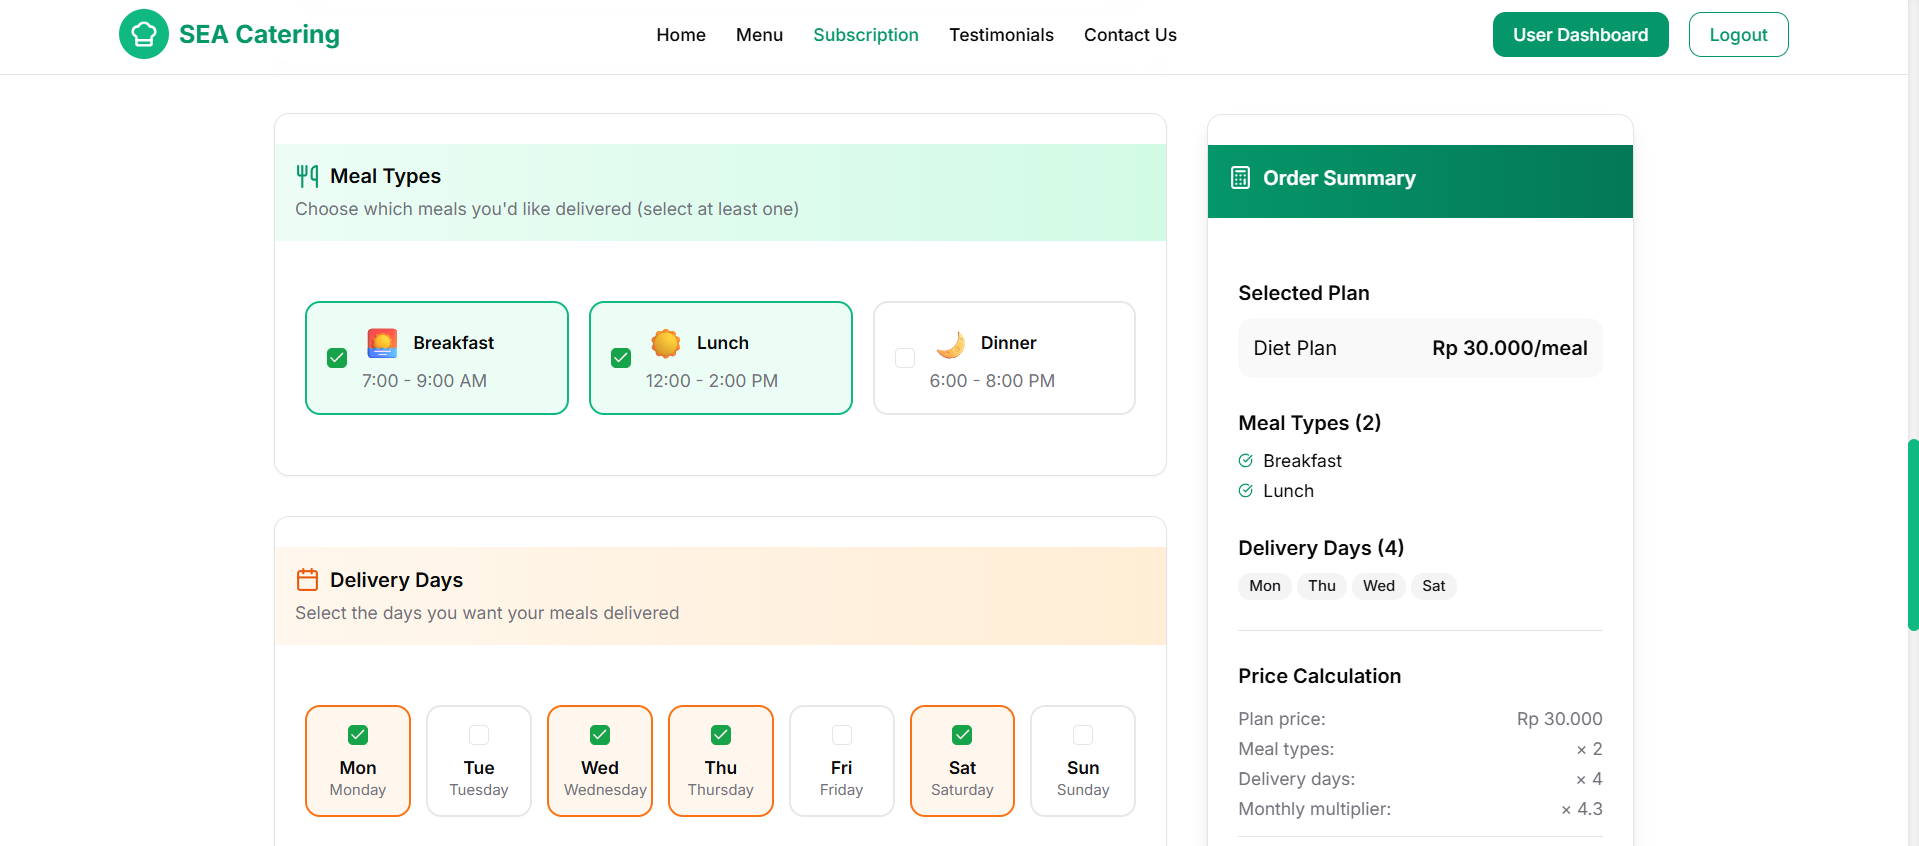 SEA Catering
Home
Menu
Subscription
Testimonials
Contact Us
User Dashboard
Logout
Meal Types
Choose which meals you'd like delivered (select at least one)
Breakfast
7:00 - 9:00 AM
Lunch
12:00 - 2:00 PM
Dinner
6:00 - 8:00 PM
Delivery Days
Select the days you want your meals delivered
Mon
Monday
Tue
Tuesday
Wed
Wednesday
Thu
Thursday
Fri
Friday
Sat
Saturday
Sun
Sunday
Order Summary
Selected Plan
Diet Plan Rp 30.000/meal
Meal Types (2)
Breakfast
Lunch
Delivery Days (4)
Mon Thu Wed Sat
Price Calculation
Plan price: Rp 30.000
Meal types: × 2
Delivery days: × 4
Monthly multiplier: × 4.3